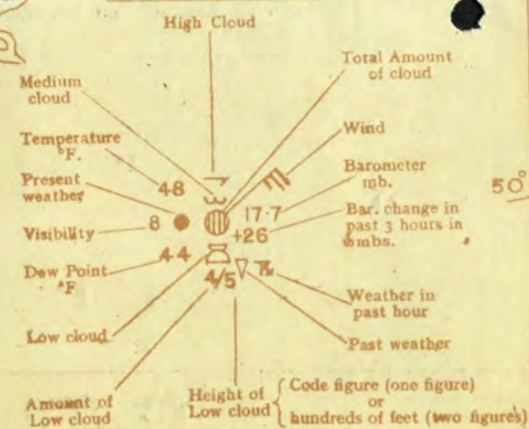 High Cloud
Total Amount
of cloud
Medium
cloud
Wind
Temperature
°F.
48
Barometer
mb.
50°
Present
weather
17·7
Bar. change in
past 3 hours in
mbs.
8
+26
Visibility
44
Dew Point
°F
4/5
Weather in
past hour
Low cloud
Past weather
Amount of
Low cloud
Height of
Low cloud
Code figure (one figure)
or
hundreds of feet (two figures)